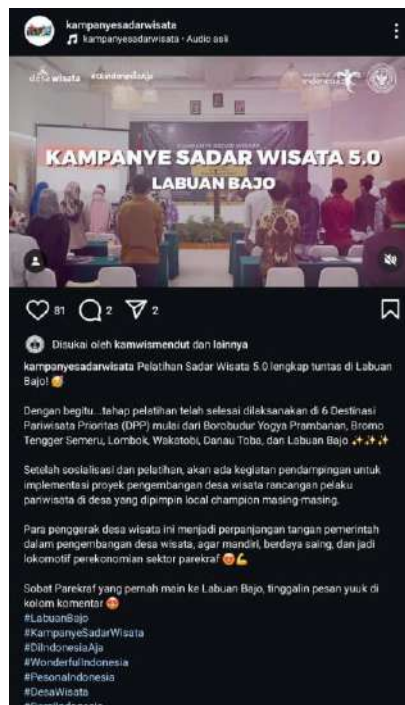 kampanyesadarwisata
kampanyesadarwisata • Audio asli
desa wisata #DiIndonesiaAja
wonderful indonesia
KAMPANYE SADAR WISATA 5.0
LABUAN BAJO
81 2 2
Disukai oleh kamwismendut dan lainnya
kampanyesadarwisata Pelatihan Sadar Wisata 5.0 lengkap tuntas di Labuan
Bajo! 🥳
Dengan begitu...tahap pelatihan telah selesai dilaksanakan di 6 Destinasi
Pariwisata Prioritas (DPP) mulai dari Borobudur Yogya Prambanan, Bromo
Tengger Semeru, Lombok, Wakatobi, Danau Toba, dan Labuan Bajo ✨✨✨
Setelah sosialisasi dan pelatihan, akan ada kegiatan pendampingan untuk
implementasi proyek pengembangan desa wisata rancangan pelaku
pariwisata di desa yang dipimpin local champion masing-masing.
Para penggerak desa wisata ini menjadi perpanjangan tangan pemerintah
dalam pengembangan desa wisata, agar mandiri, berdaya saing, dan jadi
lokomotif perekonomian sektor parekraf 😍💪
Sobat Parekraf yang pernah main ke Labuan Bajo, tinggalin pesan yuuk di
kolom komentar 😍
#LabuanBajo
#KampanyeSadarWisata
#DiIndonesiaAja
#WonderfulIndonesia
#PesonaIndonesia
#DesaWisata